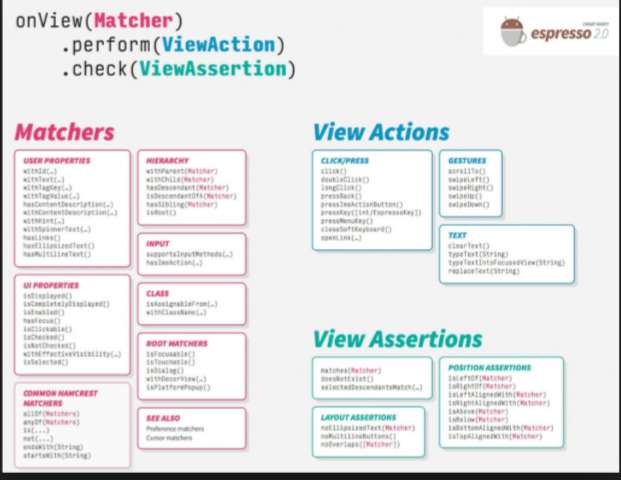 onView(Matcher)
.perform(ViewAction)
.check(ViewAssertion)
CHEAT SHEET
espresso 2.0
Matchers
USER PROPERTIES
withId(…)
withText(…)
withTagKey(…)
withTagValue(…)
hasContentDescription(…)
withContentDescription(…)
withHint(…)
withSpinnerText(…)
hasLinks()
hasEllipsizedText()
hasMultilineText()
UI PROPERTIES
isDisplayed()
isCompletelyDisplayed()
isEnabled()
hasFocus()
isClickable()
isChecked()
isNotChecked()
withEffectiveVisibility(…)
isSelected()
COMMON HAMCREST
MATCHERS
allOf(Matchers)
anyOf(Matchers)
is(...)
not(...)
endsWith(String)
startsWith(String)
HIERARCHY
withParent(Matcher)
withChild(Matcher)
hasDescendant(Matcher)
isDescendantOfA(Matcher)
hasSibling(Matcher)
isRoot()
INPUT
supportsInputMethods(…)
hasImeAction(…)
CLASS
isAssignableFrom(…)
withClassName(…)
ROOT MATCHERS
isFocusable()
isTouchable()
isDialog()
withDecorView(…)
isPlatformPopup()
SEE ALSO
Preference matchers
Cursor matchers
View Actions
CLICK/PRESS
click()
doubleClick()
longClick()
pressBack()
pressImeActionButton()
pressKey([int/EspressoKey])
pressMenuKey()
closeSoftKeyboard()
openLink(…)
GESTURES
scrollTo()
swipeLeft()
swipeRight()
swipeUp()
swipeDown()
TEXT
clearText()
typeText(String)
typeTextIntoFocusedView(String)
replaceText(String)
View Assertions
matches(Matcher)
doesNotExist()
selectedDescendantsMatch(…)
LAYOUT ASSERTIONS
noEllipsizedText(Matcher)
noMultilineButtons()
noOverlaps([Matcher])
POSITION ASSERTIONS
isLeftOf(Matcher)
isRightOf(Matcher)
isLeftAlignedWith(Matcher)
isRightAlignedWith(Matcher)
isAbove(Matcher)
isBelow(Matcher)
isBottomAlignedWith(Matcher)
isTopAlignedWith(Matcher)